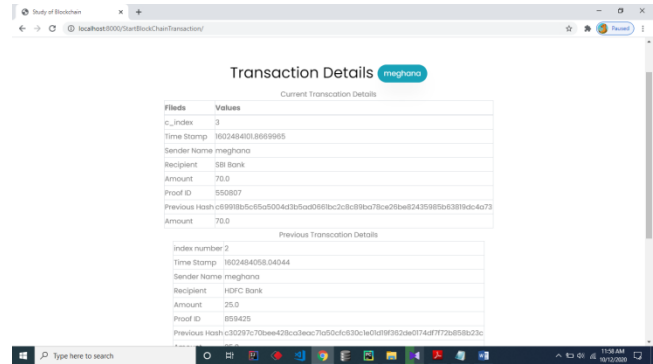 Study of Blockchain
localhost:8000/StartBlockChainTransaction/
Paused
Transaction Details meghana
Current Transcation Details
Fileds Values
c_index 3
Time Stamp 1602484101.8669965
Sender Name meghana
Recipient SBI Bank
Amount 70.0
Proof ID 550807
Previous Hash c69918b5c65a5004d3b5ad0661bc2c8c89ba78ce26be82435985b63819dc4a73
Amount 70.0
Previous Transcation Details
index number 2
Time Stamp 1602484058.04044
Sender Name meghana
Recipient HDFC Bank
Amount 25.0
Proof ID 859425
Previous Hash c30297c70bee428ca3eac71a50cfc630c1e01d19f362de0174df7f72b858b23c
Type here to search
11:58 AM
10/12/2020